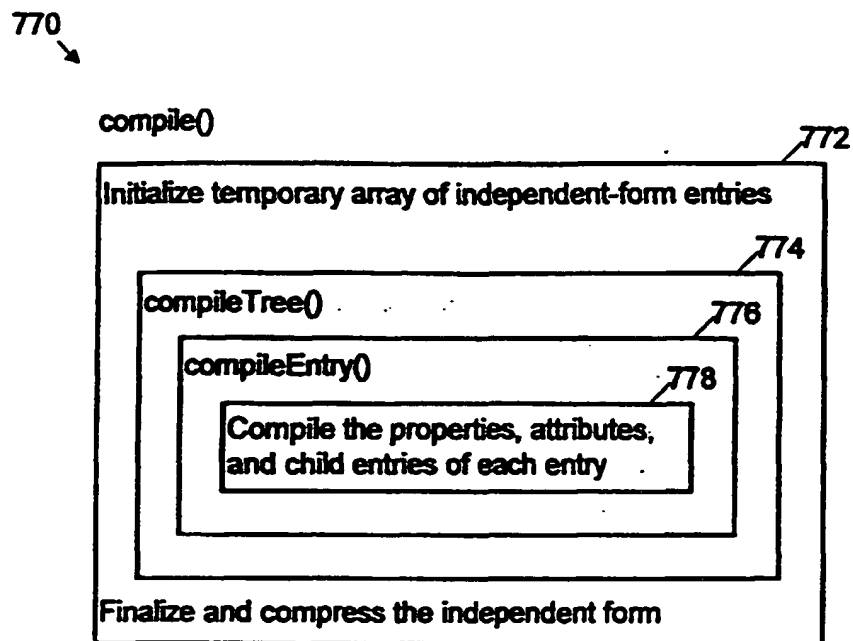 770
compile()
772
Initialize temporary array of independent-form entries
774
compileTree()
776
compileEntry()
778
Compile the properties, attributes,
and child entries of each entry
Finalize and compress the independent form